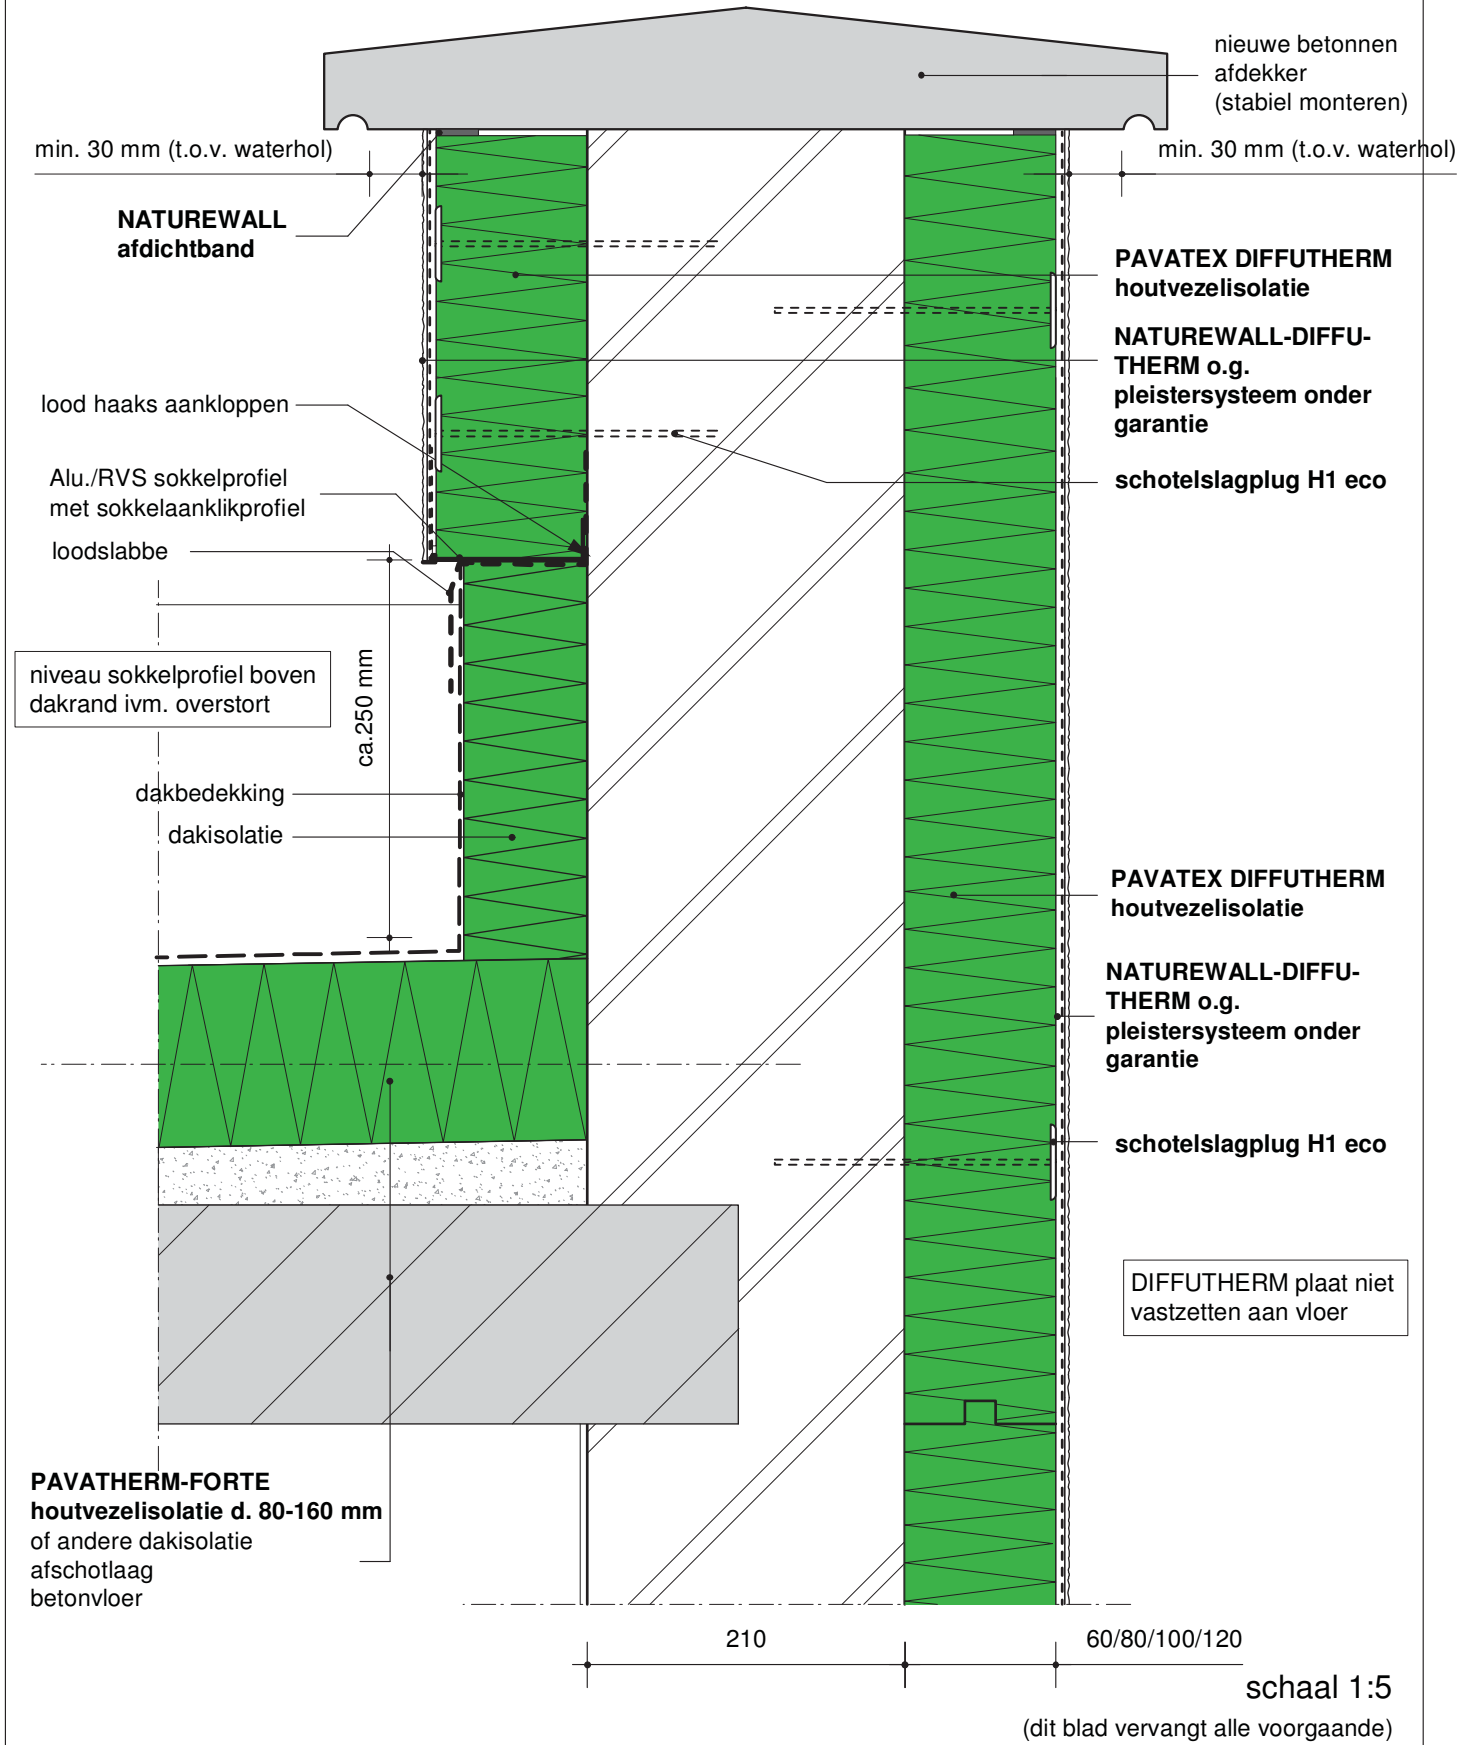 nieuwe betonnen
afdekker
(stabiel monteren)
min. 30 mm (t.o.v. waterhol)
min. 30 mm (t.o.v. waterhol)
NATUREWALL
afdichtband
PAVATEX DIFFUTHERM
houtvezelisolatie
NATUREWALL-DIFFU-
THERM o.g.
pleistersysteem onder
garantie
lood haaks aankloppen
schotelslagplug H1 eco
Alu./RVS sokkelprofiel
met sokkelaanklikprofiel
loodslabbe
niveau sokkelprofiel boven
dakrand ivm. overstort
ca.250 mm
dakbedekking
dakisolatie
PAVATEX DIFFUTHERM
houtvezelisolatie
NATUREWALL-DIFFU-
THERM o.g.
pleistersysteem onder
garantie
schotelslagplug H1 eco
DIFFUTHERM plaat niet
vastzetten aan vloer
PAVATHERM-FORTE
houtvezelisolatie d. 80-160 mm
of andere dakisolatie
afschotlaag
betonvloer
210
60/80/100/120
schaal 1:5
(dit blad vervangt alle voorgaande)